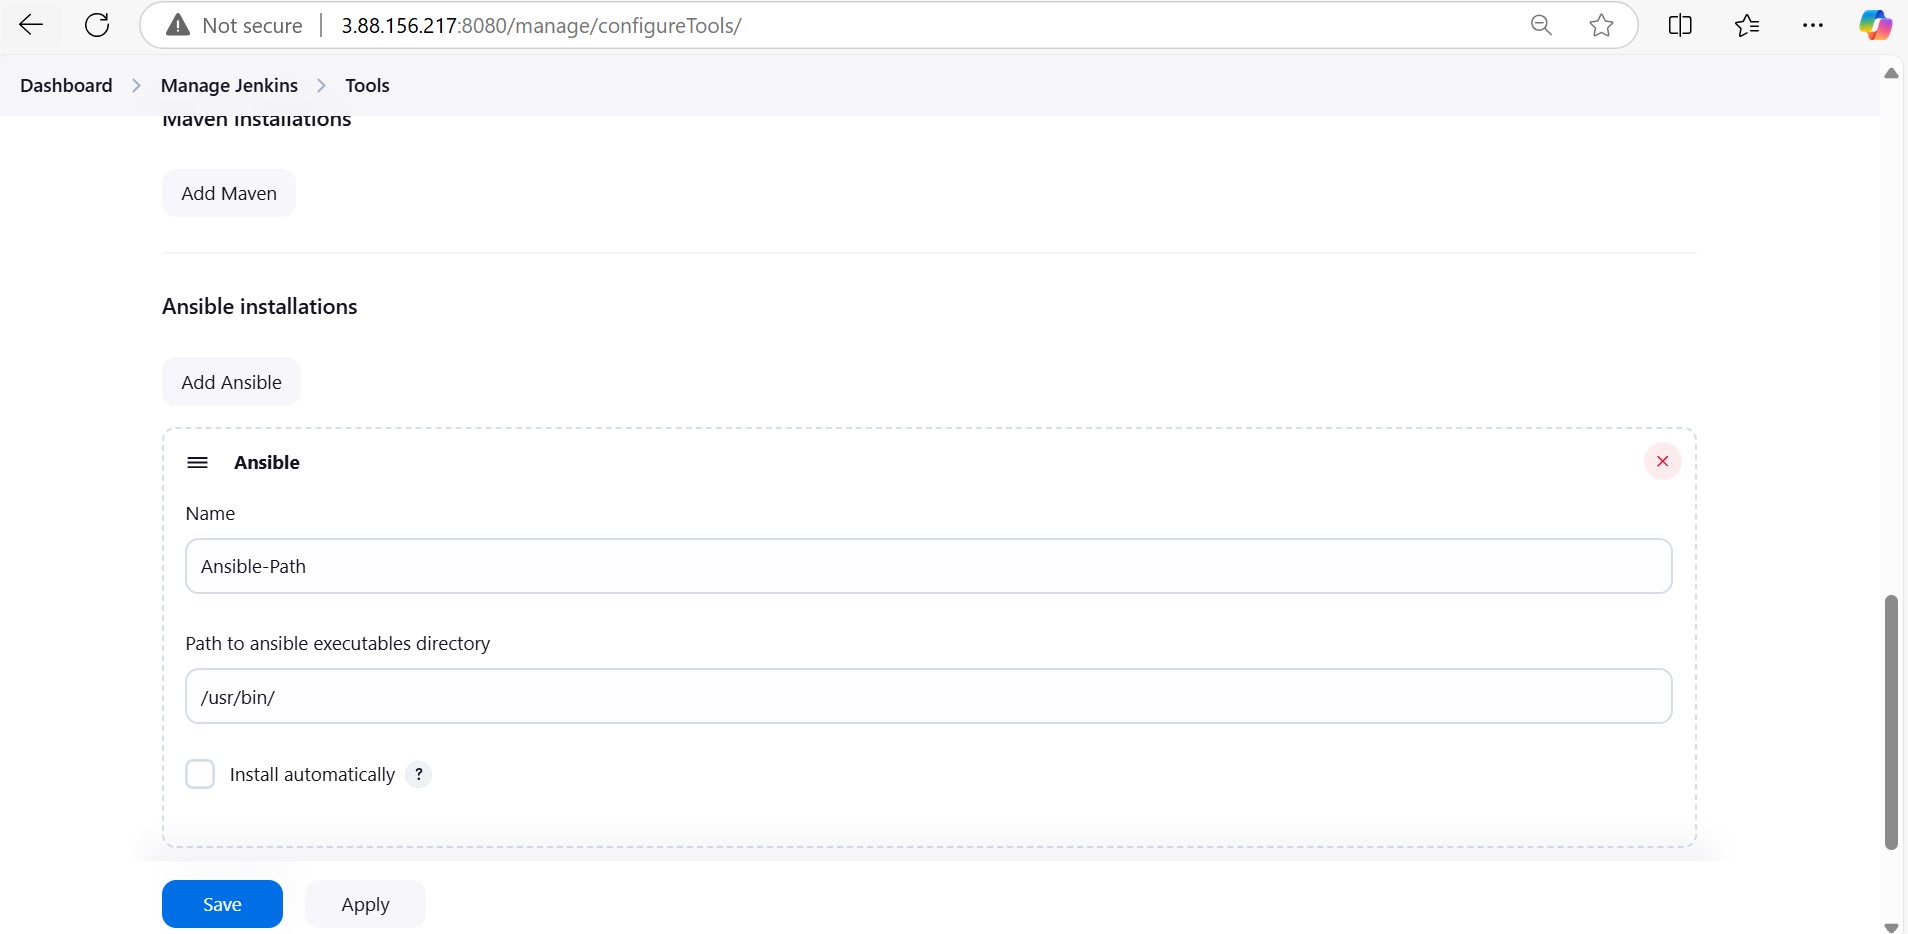 Not secure 3.88.156.217:8080/manage/configureTools/
Dashboard > Manage Jenkins > Tools
Maven installations
Add Maven
Ansible installations
Add Ansible
Ansible
Name
Ansible-Path
Path to ansible executables directory
/usr/bin/
Install automatically ?
Save Apply